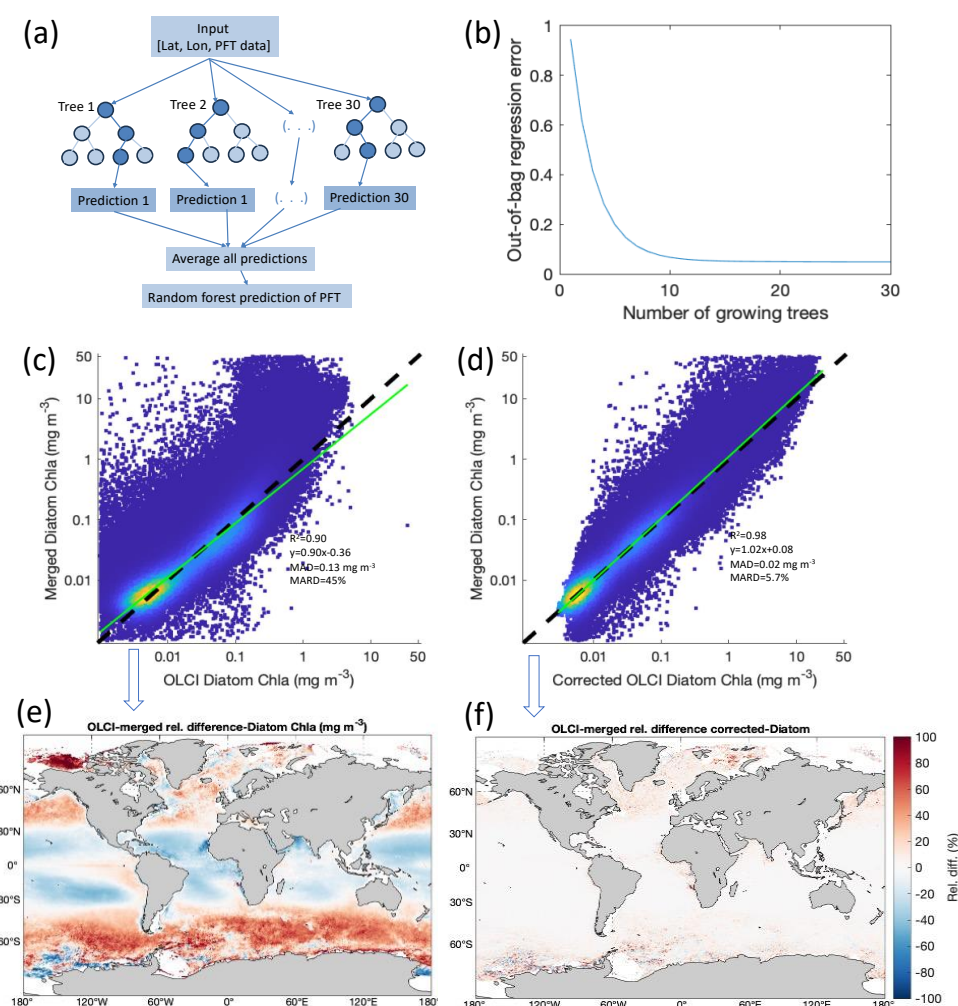 (a)
Input
[Lat, Lon, PFT data]
Tree 1
Tree 2
(. . .)
Tree 30
Prediction 1
Prediction 1
(. . .)
Prediction 30
Average all predictions
Random forest prediction of PFT
(b)
Out-of-bag regression error
1
0.8
0.6
0.4
0.2
0
0
10
20
30
Number of growing trees
(c)
Merged Diatom Chla (mg m⁻³)
50
10
1
0.1
0.01
R²=0.90
y=0.90x-0.36
MAD=0.13 mg m⁻³
MARD=45%
0.01
0.1
1
10
50
OLCI Diatom Chla (mg m⁻³)
(d)
Merged Diatom Chla (mg m⁻³)
50
10
1
0.1
0.01
R²=0.98
y=1.02x+0.08
MAD=0.02 mg m⁻³
MARD=5.7%
0.01
0.1
1
10
50
Corrected OLCI Diatom Chla (mg m⁻³)
(e)
OLCI-merged rel. difference-Diatom Chla (mg m⁻³)
60°N
30°N
0°
30°S
60°S
180°
120°W
60°W
0°
60°E
120°E
180°
(f)
OLCI-merged rel. difference corrected-Diatom
60°N
30°N
0°
30°S
60°S
180°
120°W
60°W
0°
60°E
120°E
180°
100
80
60
40
20
0
-20
-40
-60
-80
-100
Rel. diff. (%)